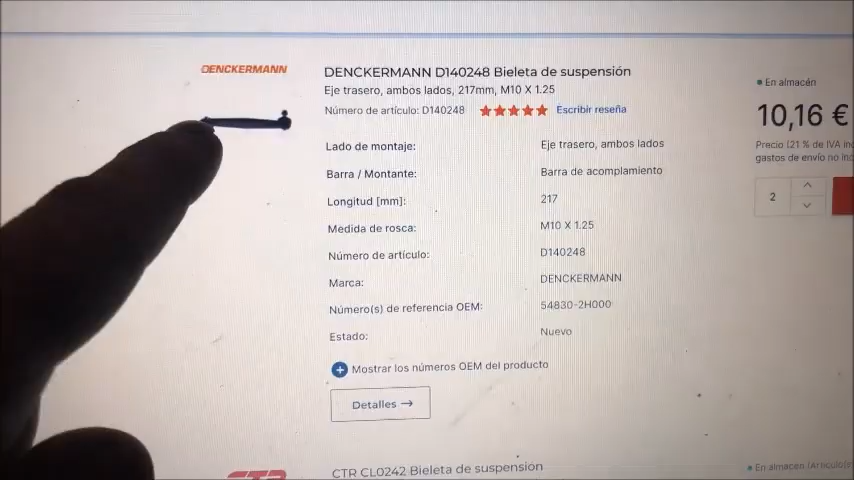 DENCKERMANN
DENCKERMANN D140248 Bieleta de suspensión
Eje trasero, ambos lados, 217mm, M10 X 1.25
Número de artículo: D140248 Escribir reseña
Lado de montaje: Eje trasero, ambos lados
Barra / Montante: Barra de acomplamiento
Longitud [mm]: 217
Medida de rosca: M10 X 1.25
Número de artículo: D140248
Marca: DENCKERMANN
Número(s) de referencia OEM: 54830-2H000
Estado: Nuevo
Mostrar los números OEM del producto
Detalles →
En almacén
10,16 €
Precio (21 % de IVA
gastos de envío no
2
CTR CL0242 Bieleta de suspensión
En almacén